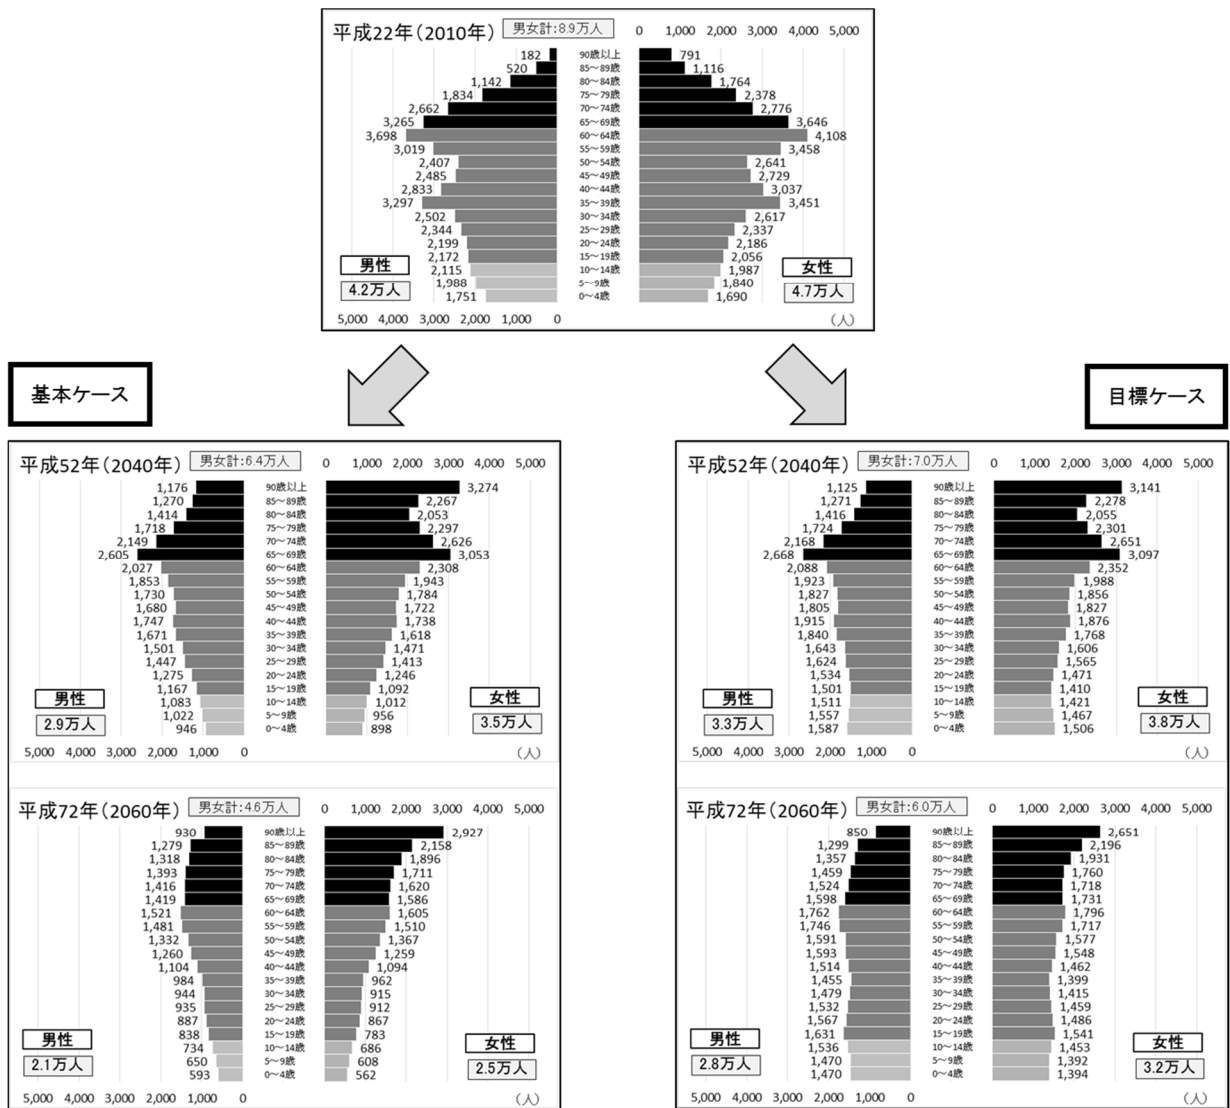 平成22年(2010年) 男女計:8.9万人 0 1,000 2,000 3,000 4,000 5,000
182 90歳以上 791
520 85～89歳 1,116
1,142 80～84歳 1,764
1,834 75～79歳 2,378
2,662 70～74歳 2,776
3,265 65～69歳 3,646
3,698 60～64歳 4,108
3,019 55～59歳 3,458
2,407 50～54歳 2,641
2,485 45～49歳 2,729
2,833 40～44歳 3,037
3,297 35～39歳 3,451
2,502 30～34歳 2,617
2,344 25～29歳 2,337
2,199 20～24歳 2,186
2,172 15～19歳 2,056
2,115 10～14歳 1,987
1,988 5～9歳 1,840
1,751 0～4歳 1,690
男性
4.2万人
女性
4.7万人
5,000 4,000 3,000 2,000 1,000 0 (人)
基本ケース
平成52年(2040年) 男女計:6.4万人 0 1,000 2,000 3,000 4,000 5,000
1,176 90歳以上 3,274
1,270 85～89歳 2,267
1,414 80～84歳 2,053
1,718 75～79歳 2,297
2,149 70～74歳 2,626
2,605 65～69歳 3,053
2,027 60～64歳 2,308
1,853 55～59歳 1,943
1,730 50～54歳 1,784
1,680 45～49歳 1,722
1,747 40～44歳 1,738
1,671 35～39歳 1,618
1,501 30～34歳 1,471
1,447 25～29歳 1,413
1,275 20～24歳 1,246
1,167 15～19歳 1,092
1,083 10～14歳 1,012
1,022 5～9歳 956
946 0～4歳 898
男性
2.9万人
女性
3.5万人
5,000 4,000 3,000 2,000 1,000 0 (人)
平成72年(2060年) 男女計:4.6万人 0 1,000 2,000 3,000 4,000 5,000
930 90歳以上 2,927
1,279 85～89歳 2,158
1,318 80～84歳 1,896
1,393 75～79歳 1,711
1,416 70～74歳 1,620
1,419 65～69歳 1,586
1,521 60～64歳 1,605
1,481 55～59歳 1,510
1,332 50～54歳 1,367
1,260 45～49歳 1,259
1,104 40～44歳 1,094
984 35～39歳 962
944 30～34歳 915
935 25～29歳 912
887 20～24歳 867
838 15～19歳 783
734 10～14歳 686
650 5～9歳 608
593 0～4歳 562
男性
2.1万人
女性
2.5万人
5,000 4,000 3,000 2,000 1,000 0 (人)
目標ケース
平成52年(2040年) 男女計:7.0万人 0 1,000 2,000 3,000 4,000 5,000
1,125 90歳以上 3,141
1,271 85～89歳 2,278
1,416 80～84歳 2,055
1,724 75～79歳 2,301
2,168 70～74歳 2,651
2,668 65～69歳 3,097
2,088 60～64歳 2,352
1,923 55～59歳 1,988
1,827 50～54歳 1,856
1,805 45～49歳 1,827
1,915 40～44歳 1,876
1,840 35～39歳 1,768
1,643 30～34歳 1,606
1,624 25～29歳 1,565
1,534 20～24歳 1,471
1,501 15～19歳 1,410
1,511 10～14歳 1,421
1,557 5～9歳 1,467
1,587 0～4歳 1,506
男性
3.3万人
女性
3.8万人
5,000 4,000 3,000 2,000 1,000 0 (人)
平成72年(2060年) 男女計:6.0万人 0 1,000 2,000 3,000 4,000 5,000
850 90歳以上 2,651
1,299 85～89歳 2,196
1,357 80～84歳 1,931
1,459 75～79歳 1,760
1,524 70～74歳 1,718
1,598 65～69歳 1,731
1,762 60～64歳 1,796
1,746 55～59歳 1,717
1,591 50～54歳 1,577
1,593 45～49歳 1,548
1,514 40～44歳 1,462
1,455 35～39歳 1,399
1,479 30～34歳 1,415
1,532 25～29歳 1,459
1,567 20～24歳 1,486
1,631 15～19歳 1,541
1,536 10～14歳 1,453
1,470 5～9歳 1,392
1,470 0～4歳 1,394
男性
2.8万人
女性
3.2万人
5,000 4,000 3,000 2,000 1,000 0 (人)